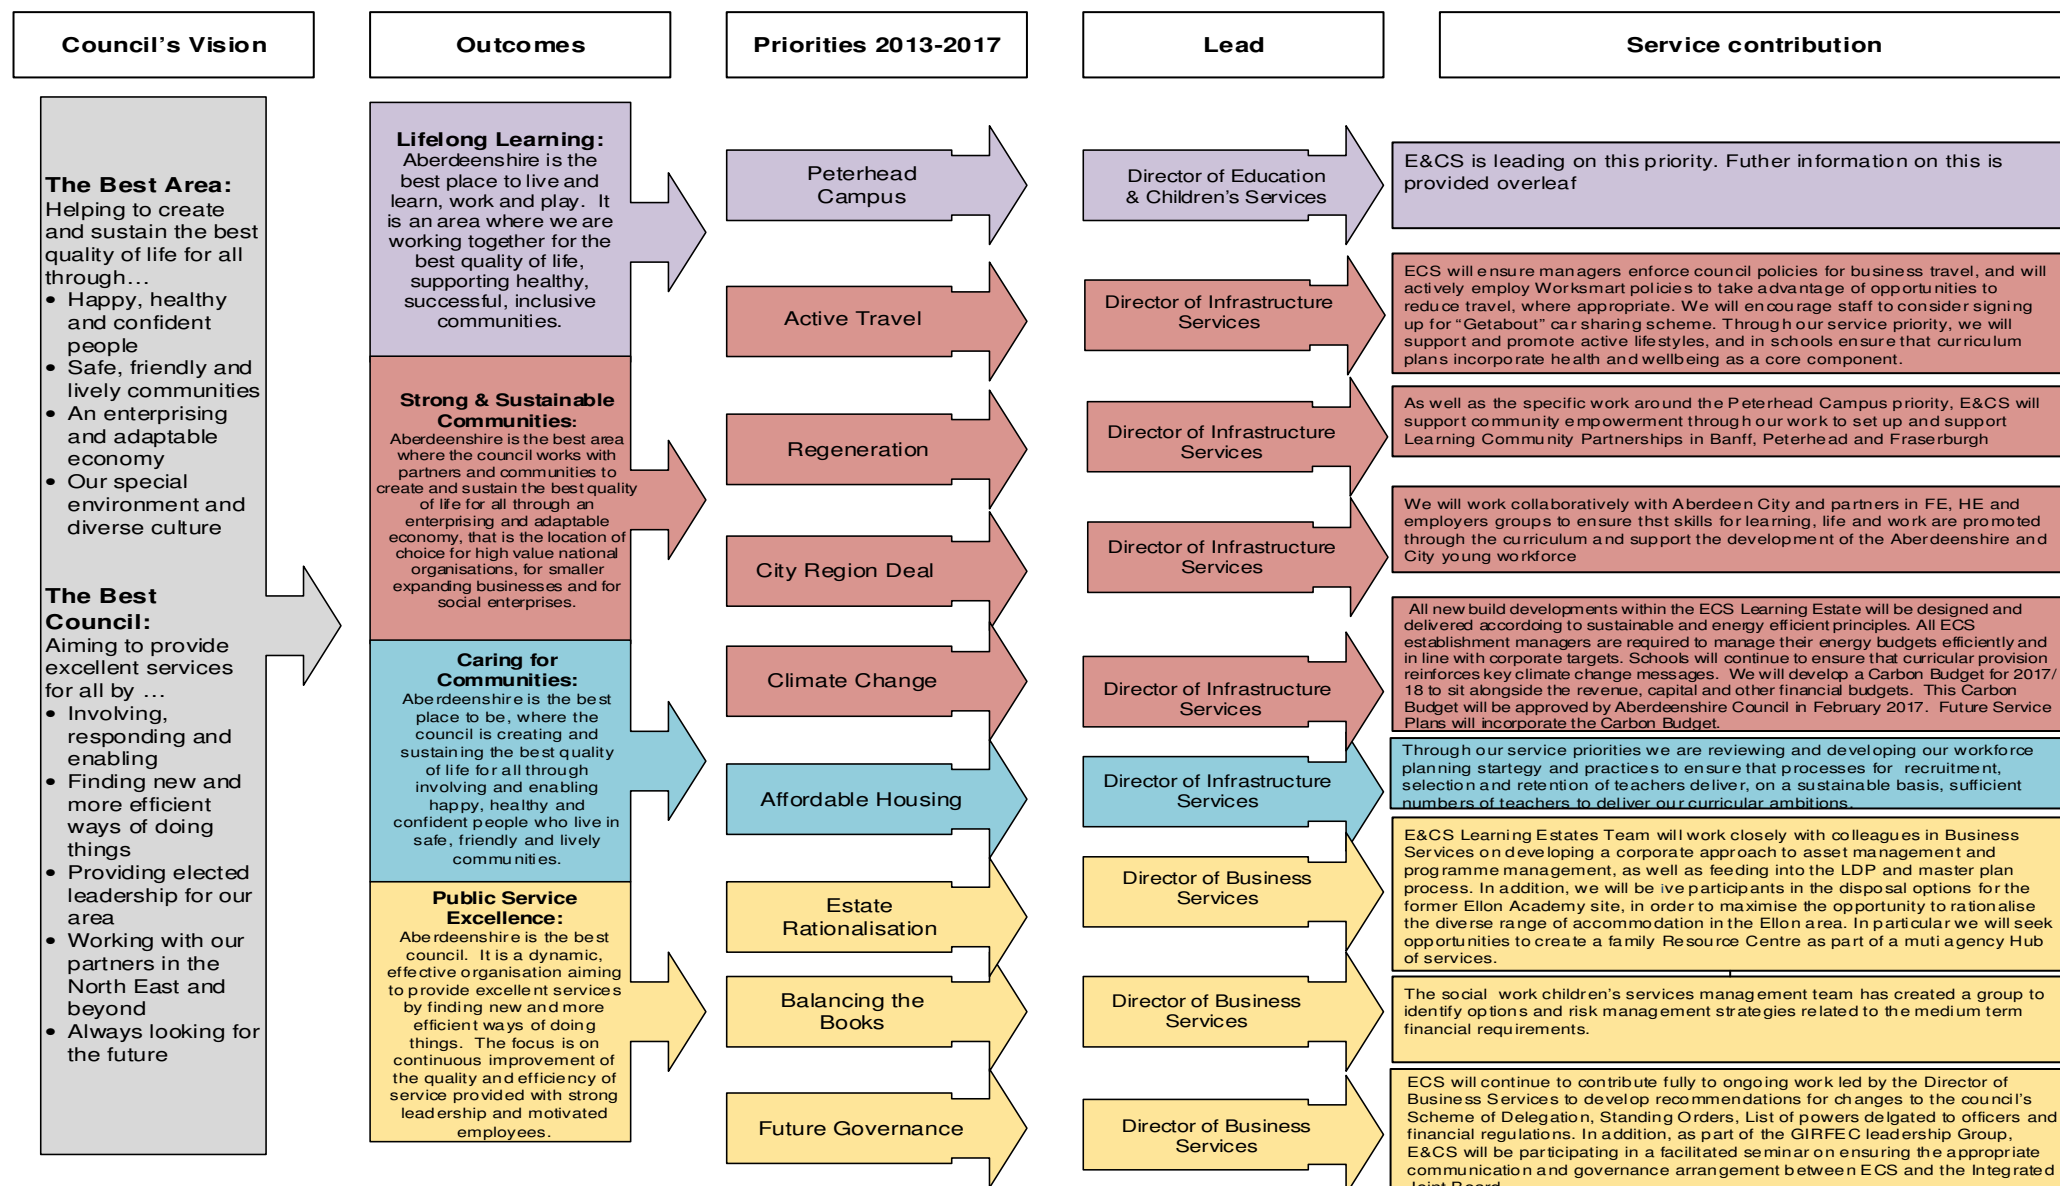 Council's Vision
Outcomes
Priorities 2013-2017
Lead
Service contribution
The Best Area:
Helping to create
and sustain the best
quality of life for all
through…
• Happy, healthy
and confident
people
• Safe, friendly and
lively communities
• An enterprising
and adaptable
economy
• Our special
environment and
diverse culture
The Best
Council:
Aiming to provide
excellent services
for all by …
• Involving,
responding and
enabling
• Finding new and
more efficient
ways of doing
things
• Providing elected
leadership for our
area
• Working with our
partners in the
North East and
beyond
• Always looking for
the future
Lifelong Learning:
Aberdeenshire is the
best place to live and
learn, work and play. It
is an area where we are
working together for the
best quality of life,
supporting healthy,
successful, inclusive
communities.
Strong & Sustainable
Communities:
Aberdeenshire is the best area
where the council works with
partners and communities to
create and sustain the best quality
of life for all through an
enterprising and adaptable
economy, that is the location of
choice for high value national
organisations, for smaller
expanding businesses and for
social enterprises.
Caring for
Communities:
Aberdeenshire is the best
place to be, where the
council is creating and
sustaining the best quality
of life for all through
involving and enabling
happy, healthy and
confident people who live in
safe, friendly and lively
communities.
Public Service
Excellence:
Aberdeenshire is the best
council. It is a dynamic,
effective organisation aiming
to provide excellent services
by finding new and more
efficient ways of doing
things. The focus is on
continuous improvement of
the quality and efficiency of
service provided with strong
leadership and motivated
employees.
Peterhead
Campus
Director of Education
& Children's Services
E&CS is leading on this priority. Futher information on this is
provided overleaf
Active Travel
Director of Infrastructure
Services
ECS will ensure managers enforce council policies for business travel, and will
actively employ Worksmart policies to take advantage of opportunities to
reduce travel, where appropriate. We will encourage staff to consider signing
up for “Getabout” car sharing scheme. Through our service priority, we will
support and promote active lifestyles, and in schools ensure that curriculum
plans incorporate health and wellbeing as a core component.
Regeneration
Director of Infrastructure
Services
As well as the specific work around the Peterhead Campus priority, E&CS will
support community empowerment through our work to set up and support
Learning Community Partnerships in Banff, Peterhead and Fraserburgh
City Region Deal
Director of Infrastructure
Services
We will work collaboratively with Aberdeen City and partners in FE, HE and
employers groups to ensure thst skills for learning, life and work are promoted
through the curriculum and support the development of the Aberdeenshire and
City young workforce
Climate Change
Director of Infrastructure
Services
All new build developments within the ECS Learning Estate will be designed and
delivered accordoing to sustainable and energy efficient principles. All ECS
establishment managers are required to manage their energy budgets efficiently and
in line with corporate targets. Schools will continue to ensure that curricular provision
reinforces key climate change messages. We will develop a Carbon Budget for 2017/
18 to sit alongside the revenue, capital and other financial budgets. This Carbon
Budget will be approved by Aberdeenshire Council in February 2017. Future Service
Plans will incorporate the Carbon Budget.
Affordable Housing
Director of Infrastructure
Services
Through our service priorities we are reviewing and developing our workforce
planning startegy and practices to ensure that processes for recruitment,
selection and retention of teachers deliver, on a sustainable basis, sufficient
numbers of teachers to deliver our curricular ambitions.
Estate
Rationalisation
Director of Business
Services
E&CS Learning Estates Team will work closely with colleagues in Business
Services on developing a corporate approach to asset management and
programme management, as well as feeding into the LDP and master plan
process. In addition, we will be ive participants in the disposal options for the
former Ellon Academy site, in order to maximise the opportunity to rationalise
the diverse range of accommodation in the Ellon area. In particular we will seek
opportunities to create a family Resource Centre as part of a muti agency Hub
of services.
Balancing the
Books
Director of Business
Services
The social work children's services management team has created a group to
identify options and risk management strategies related to the medium term
financial requirements.
Future Governance
Director of Business
Services
ECS will continue to contribute fully to ongoing work led by the Director of
Business Services to develop recommendations for changes to the council's
Scheme of Delegation, Standing Orders, List of powers delgated to officers and
financial regulations. In addition, as part of the GIRFEC leadership Group,
E&CS will be participating in a facilitated seminar on ensuring the appropriate
communication and governance arrangement between ECS and the Integrated
Joint Board